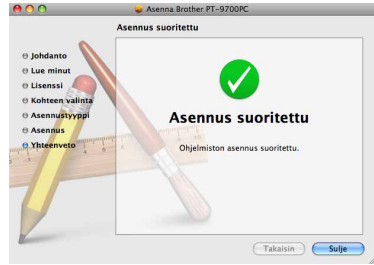 Asenna Brother PT-9700PC
Asennus suoritettu
Johdanto
Lue minut
Lisenssi
Kohteen valinta
Asennustyyppi
Asennus
Yhteenveto
Asennus suoritettu
Ohjelmiston asennus suoritettu.
Takaisin
Sulje